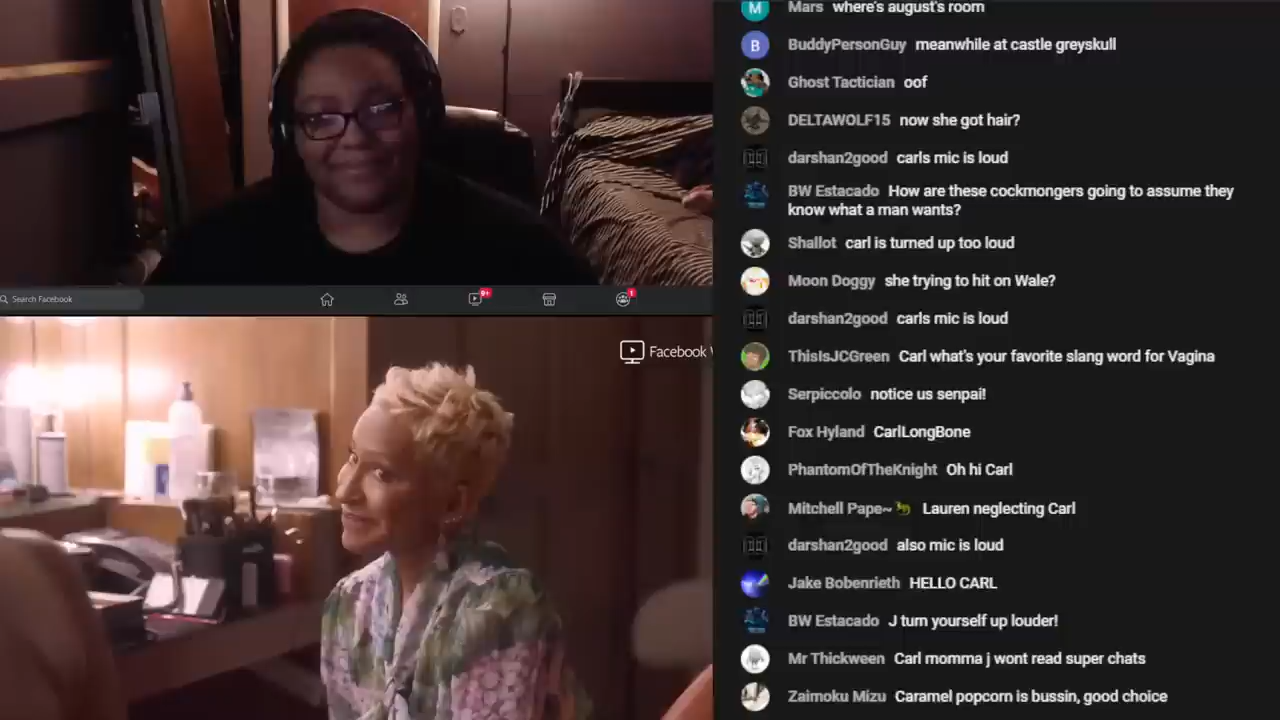 Mars where's august's room
BuddyPersonGuy meanwhile at castle greyskull
Ghost Tactician oof
DELTAWOLF15 now she got hair?
darshan2good carls mic is loud
BW Estacado How are these cockmongers going to assume they
know what a man wants?
Shallot carl is turned up too loud
Moon Doggy she trying to hit on Wale?
darshan2good carls mic is loud
ThisIsJCGreen Carl what's your favorite slang word for Vagina
Serpiccolo notice us senpai!
Fox Hyland CarlLongBone
PhantomOfTheKnight Oh hi Carl
Mitchell Pape~ Lauren neglecting Carl
darshan2good also mic is loud
Jake Bobenrieth HELLO CARL
BW Estacado J turn yourself up louder!
Mr Thickween Carl momma j wont read super chats
Zaimoku Mizu Caramel popcorn is bussin, good choice
M
B
Search Facebook
9+
1
Facebook